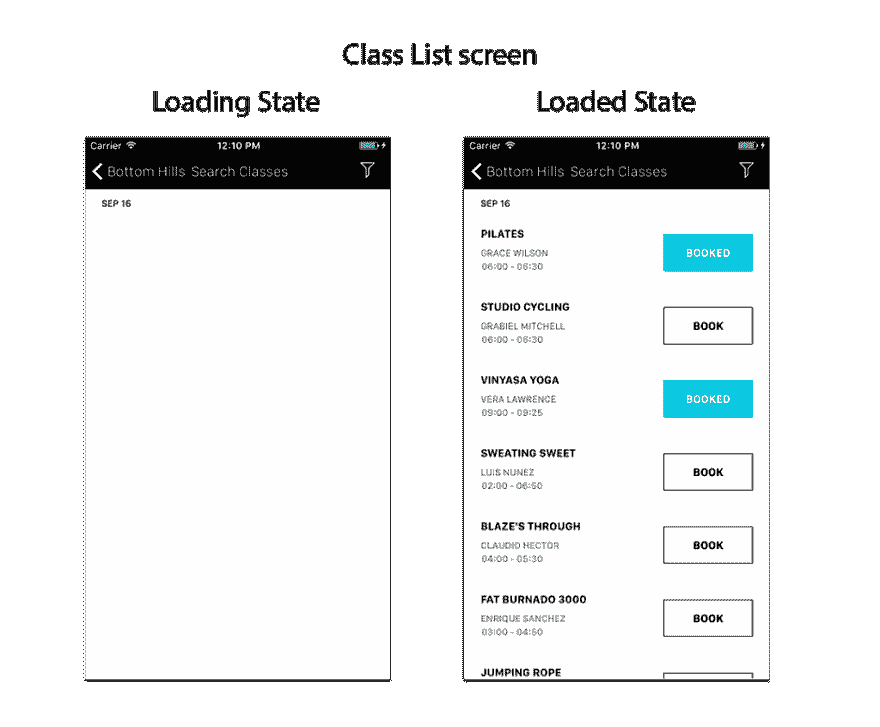 Class List screen
Loading State
Carrier 12:10 PM
Bottom Hills Search Classes
SEP 16
Loaded State
Carrier 12:10 PM
Bottom Hills Search Classes
SEP 16
PILATES
GRACE WILSON
06:00 - 06:30
BOOKED
STUDIO CYCLING
GRABIEL MITCHELL
06:00 - 06:30
BOOK
VINYASA YOGA
VERA LAWRENCE
09:00 - 09:25
BOOKED
SWEATING SWEET
LUIS NUNEZ
02:00 - 06:50
BOOK
BLAZE'S THROUGH
CLAUDIO HECTOR
04:00 - 05:30
BOOK
FAT BURNADO 3000
ENRIQUE SANCHEZ
03:00 - 04:50
BOOK
JUMPING ROPE